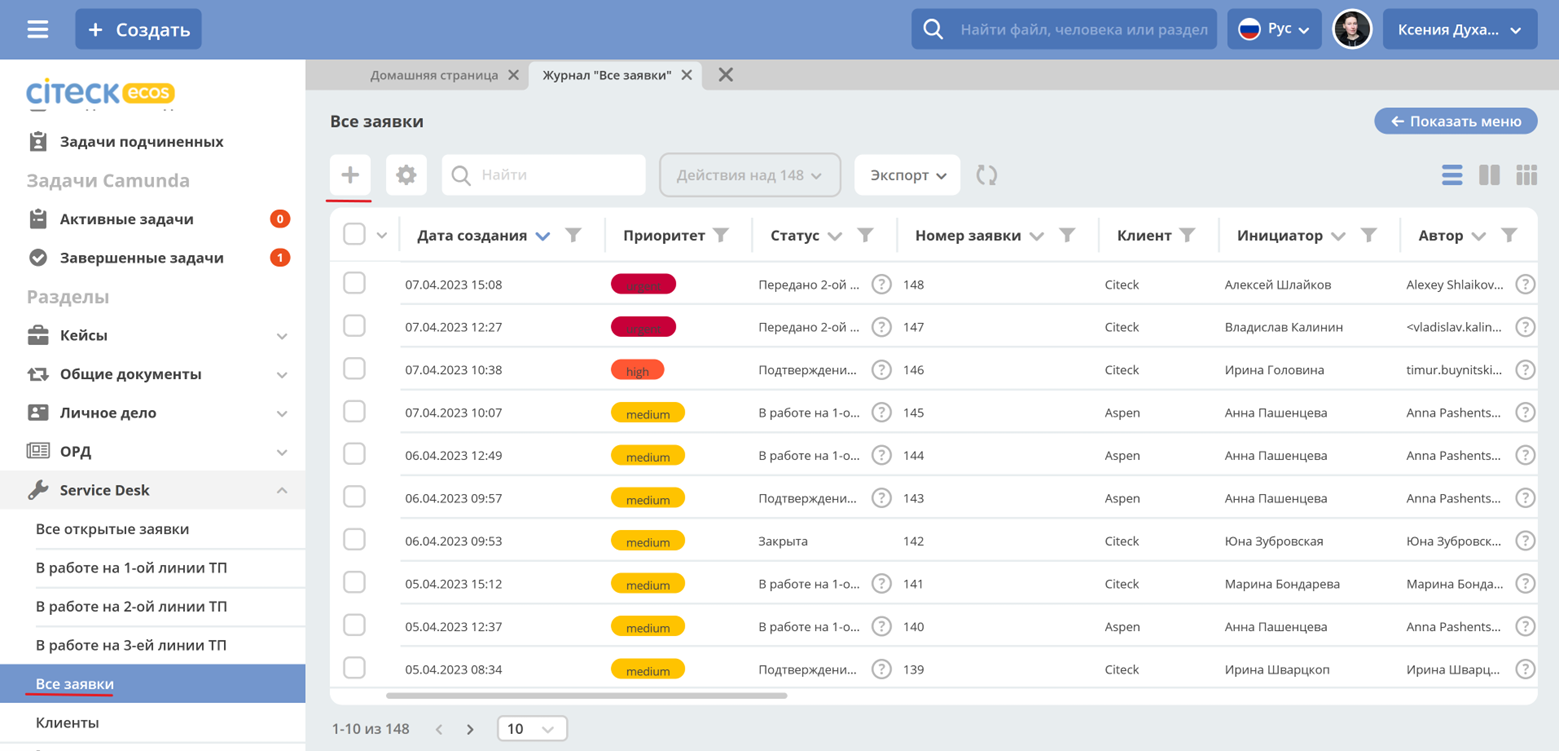 + Создать
Найти файл, человека или раздел
Рус
Ксения Духа...
citeck ecos
Домашняя страница
Журнал "Все заявки"
Задачи подчиненных
Задачи Camunda
Активные задачи 0
Завершенные задачи 1
Разделы
Кейсы
Общие документы
Личное дело
ОРД
Service Desk
Все открытые заявки
В работе на 1-ой линии ТП
В работе на 2-ой линии ТП
В работе на 3-ей линии ТП
Все заявки
Клиенты
Все заявки
← Показать меню
Найти
Действия над 148
Экспорт
Дата создания Приоритет Статус Номер заявки Клиент Инициатор Автор
07.04.2023 15:08 urgent Передано 2-ой ... ? 148 Citeck Алексей Шлайков Alexey Shlaikov... ?
07.04.2023 12:27 urgent Передано 2-ой ... ? 147 Citeck Владислав Калинин <vladislav.kalin... ?
07.04.2023 10:38 high Подтверждени... ? 146 Citeck Ирина Головина timur.buynitski... ?
07.04.2023 10:07 medium В работе на 1-о... ? 145 Aspen Анна Пашенцева Anna Pashents... ?
06.04.2023 12:49 medium В работе на 1-о... ? 144 Aspen Анна Пашенцева Anna Pashents... ?
06.04.2023 09:57 medium Подтверждени... ? 143 Aspen Анна Пашенцева Anna Pashents... ?
06.04.2023 09:53 medium Закрыта 142 Citeck Юна Зубровская Юна Зубровск... ?
05.04.2023 15:12 medium В работе на 1-о... ? 141 Citeck Марина Бондарева Марина Бонда... ?
05.04.2023 12:37 medium В работе на 1-о... ? 140 Aspen Анна Пашенцева Anna Pashents... ?
05.04.2023 08:34 medium Подтверждени... ? 139 Citeck Ирина Шварцкоп Ирина Шварц... ?
1-10 из 148
10